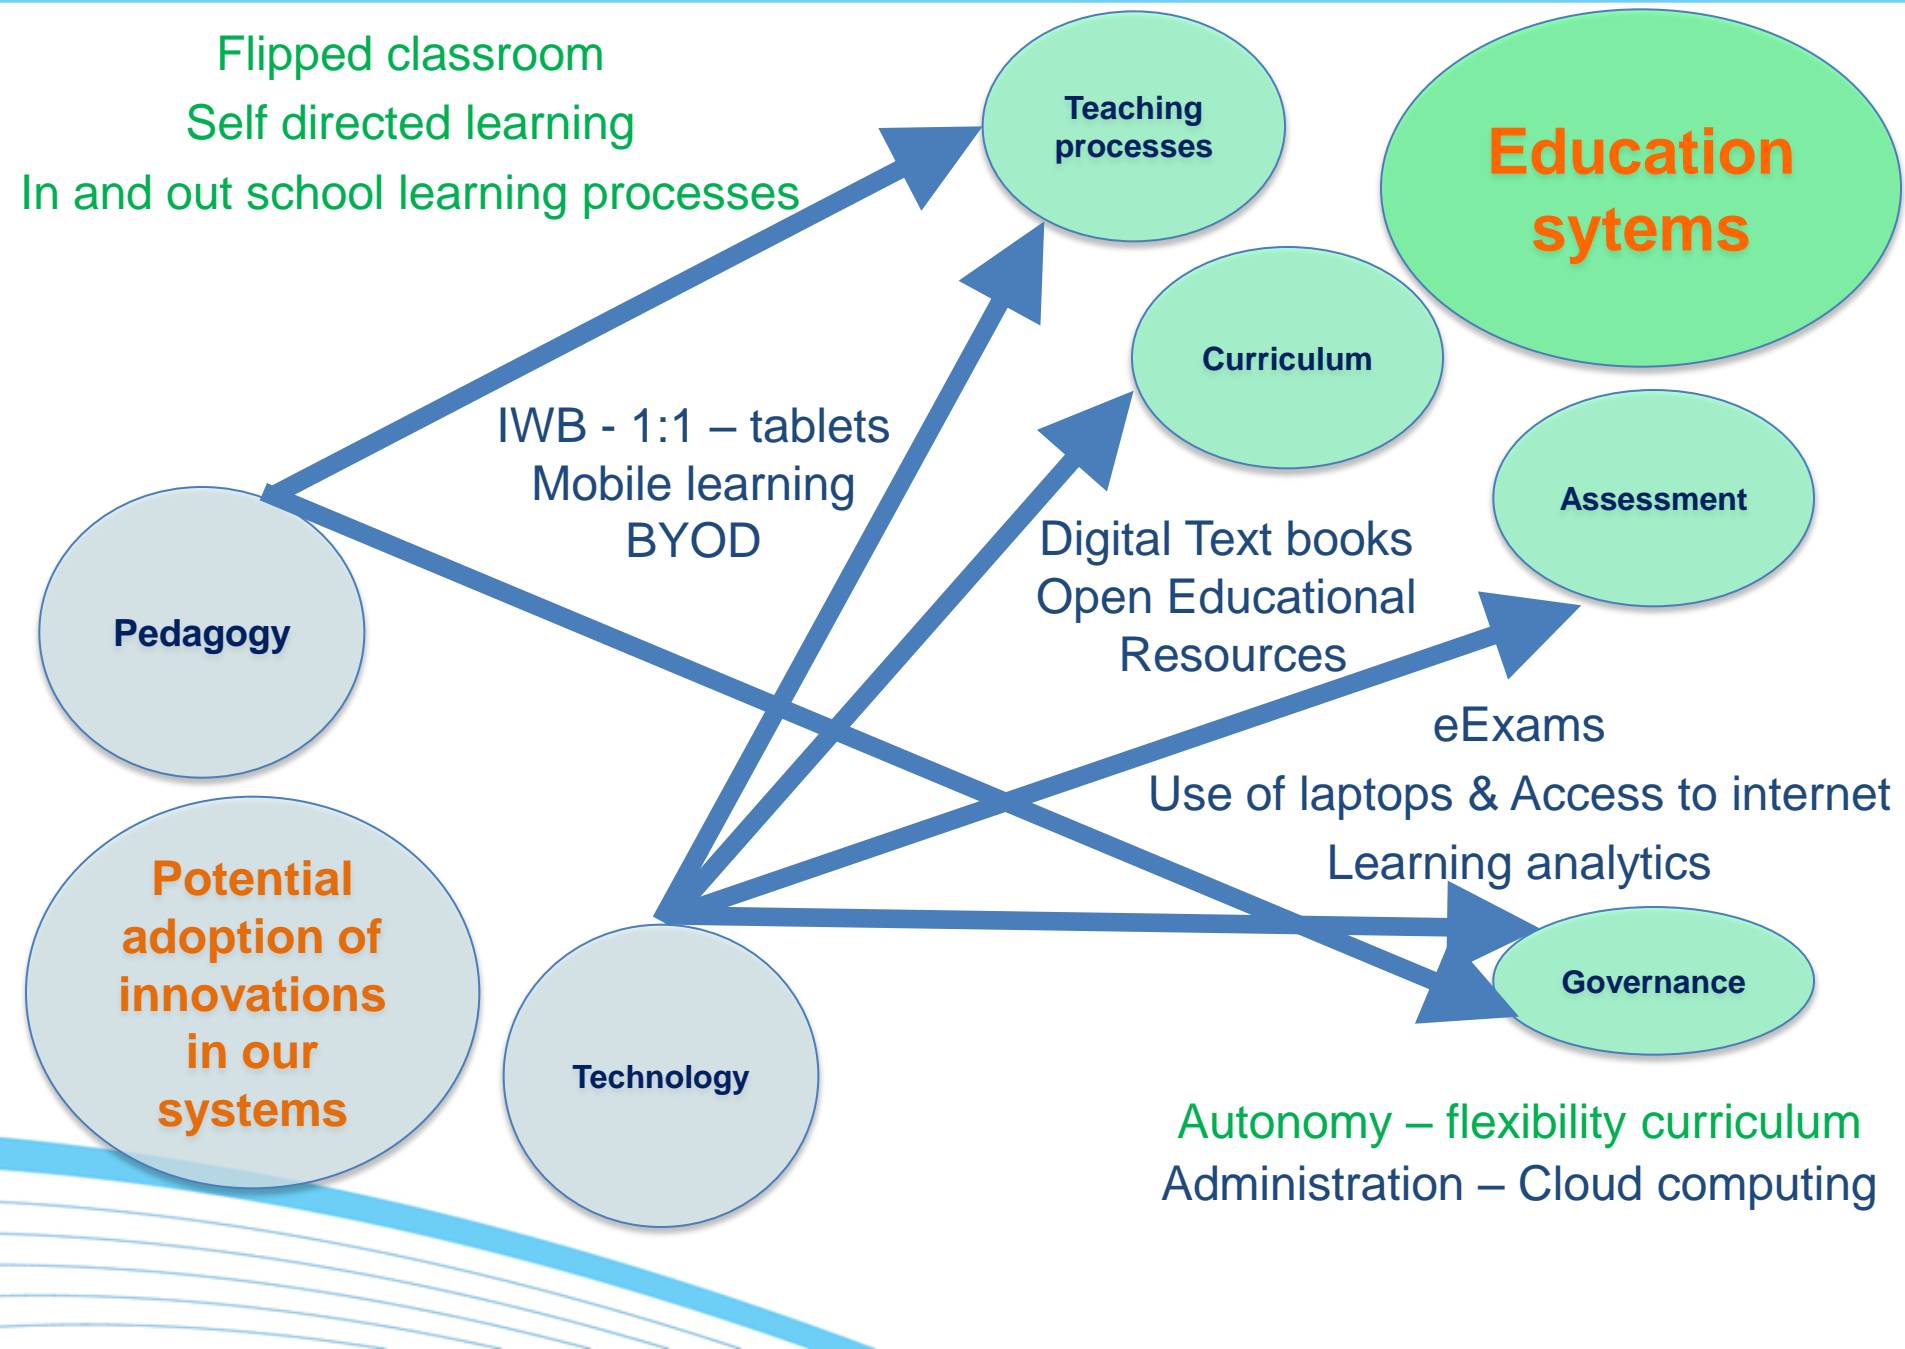 Flipped classroom
Self directed learning
In and out school learning processes
Teaching
processes
Education
sytems
Curriculum
IWB - 1:1 – tablets
Mobile learning
BYOD
Assessment
Digital Text books
Open Educational
Resources
Pedagogy
eExams
Use of laptops & Access to internet
Learning analytics
Potential
adoption of
innovations
in our
systems
Technology
Governance
Autonomy – flexibility curriculum
Administration – Cloud computing